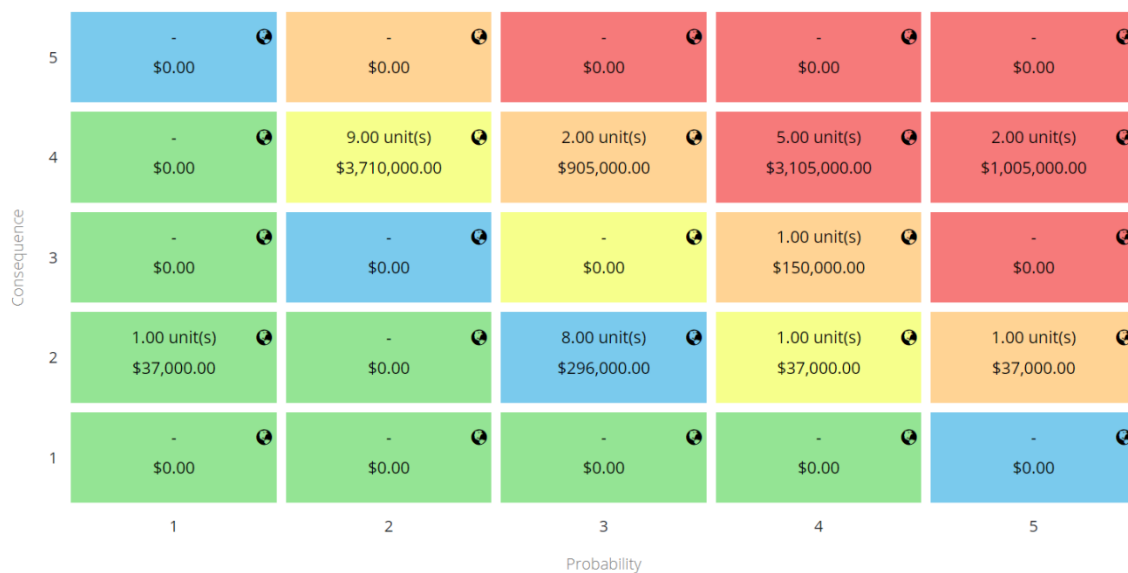 - - - - -
5
$0.00 $0.00 $0.00 $0.00 $0.00
- 9.00 unit(s) 2.00 unit(s) 5.00 unit(s) 2.00 unit(s)
4
$0.00 $3,710,000.00 $905,000.00 $3,105,000.00 $1,005,000.00
Consequence
- - - 1.00 unit(s) -
3
$0.00 $0.00 $0.00 $150,000.00 $0.00
1.00 unit(s) - 8.00 unit(s) 1.00 unit(s) 1.00 unit(s)
2
$37,000.00 $0.00 $296,000.00 $37,000.00 $37,000.00
- - - - -
1
$0.00 $0.00 $0.00 $0.00 $0.00
1 2 3 4 5
Probability